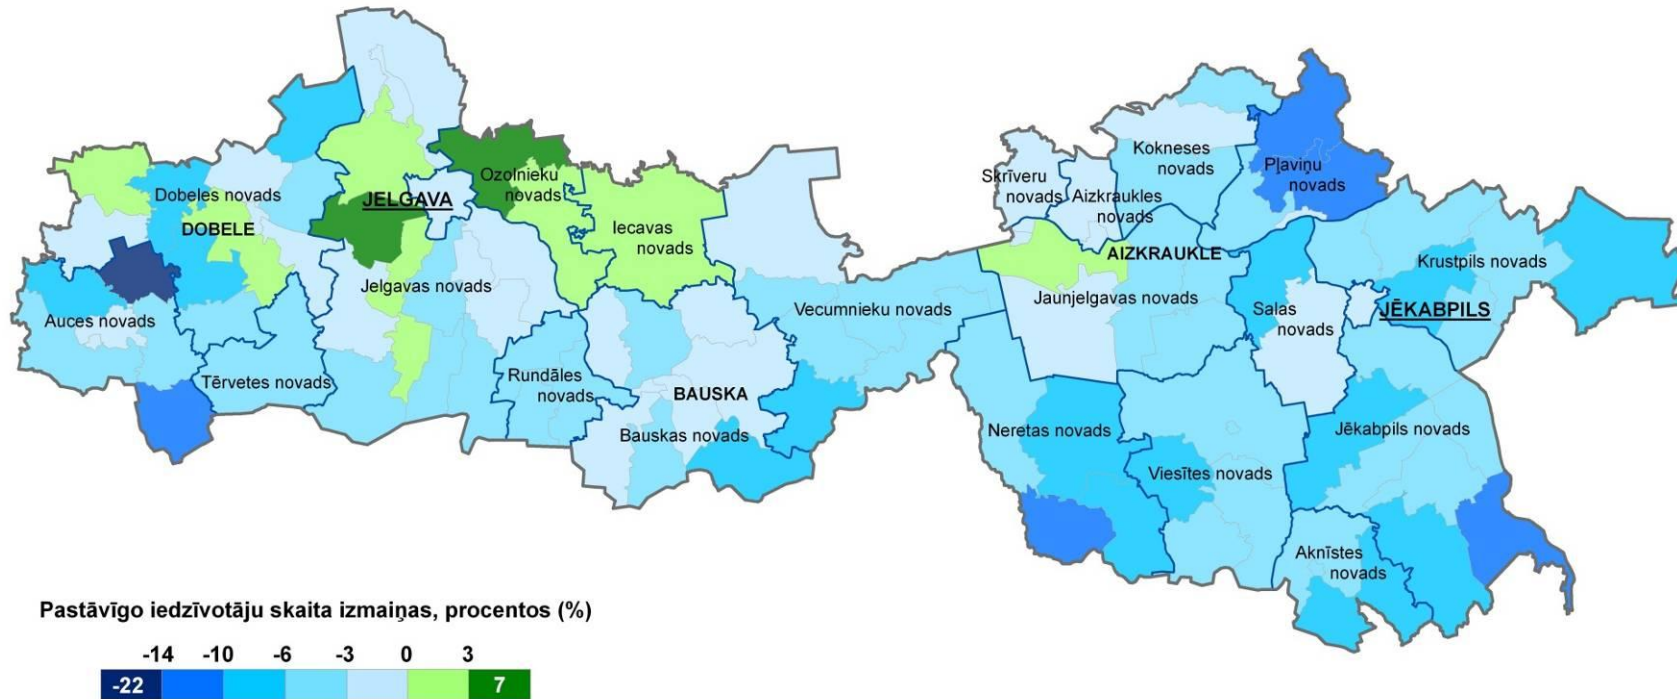 Kokneses
novads
Pļaviņu
novads
Skrīveru
novads
Aizkraukles
novads
Ozolnieku
novads
Dobeles novads
JELGAVA
DOBELE
Iecavas
novads
AIZKRAUKLE
Krustpils novads
Jelgavas novads
Jaunjelgavas novads
Vecumnieku novads
Salas
novads
JĒKABPILS
Auces novads
Tērvetes novads
Rundāles
novads
BAUSKA
Bauskas novads
Neretas novads
Jēkabpils novads
Viesītes novads
Aknīstes
novads
Pastāvīgo iedzīvotāju skaita izmaiņas, procentos (%)
-14 -10 -6 -3 0 3
-22 7